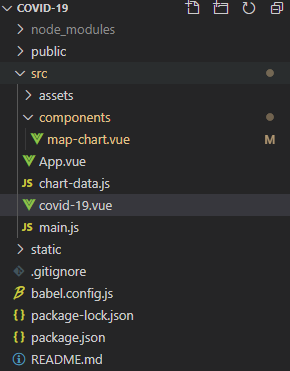 COVID-19
node_modules
public
src
assets
components
map-chart.vue M
App.vue
JS chart-data.js
covid-19.vue
JS main.js
static
.gitignore
babel.config.js
{ } package-lock.json
{ } package.json
README.md